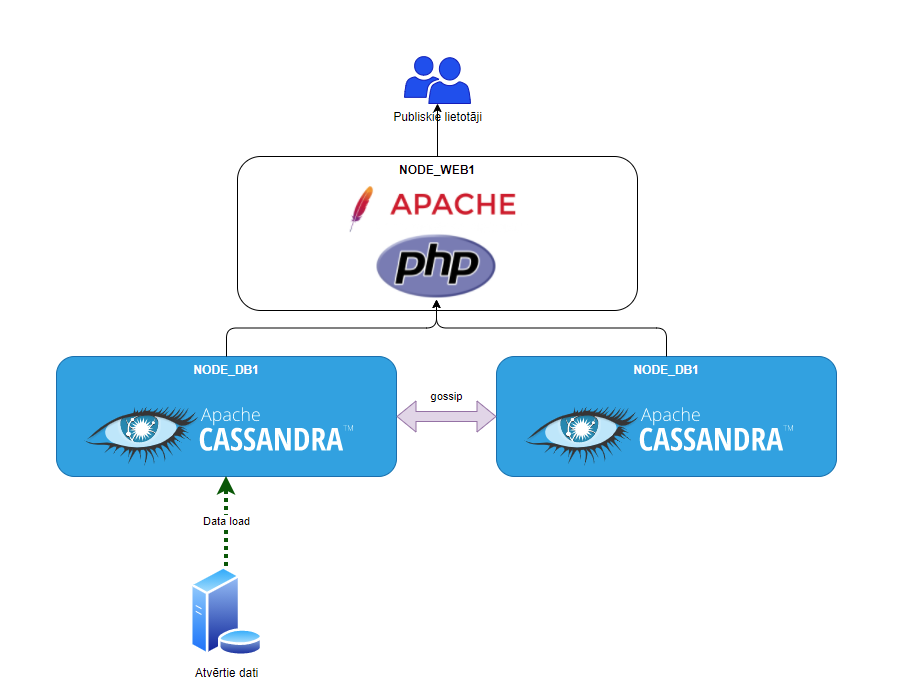 Publiskie lietotāji
NODE_WEB1
APACHE
php
NODE_DB1
Apache
CASSANDRA™
gossip
NODE_DB1
Apache
CASSANDRA™
Data load
Atvērtie dati